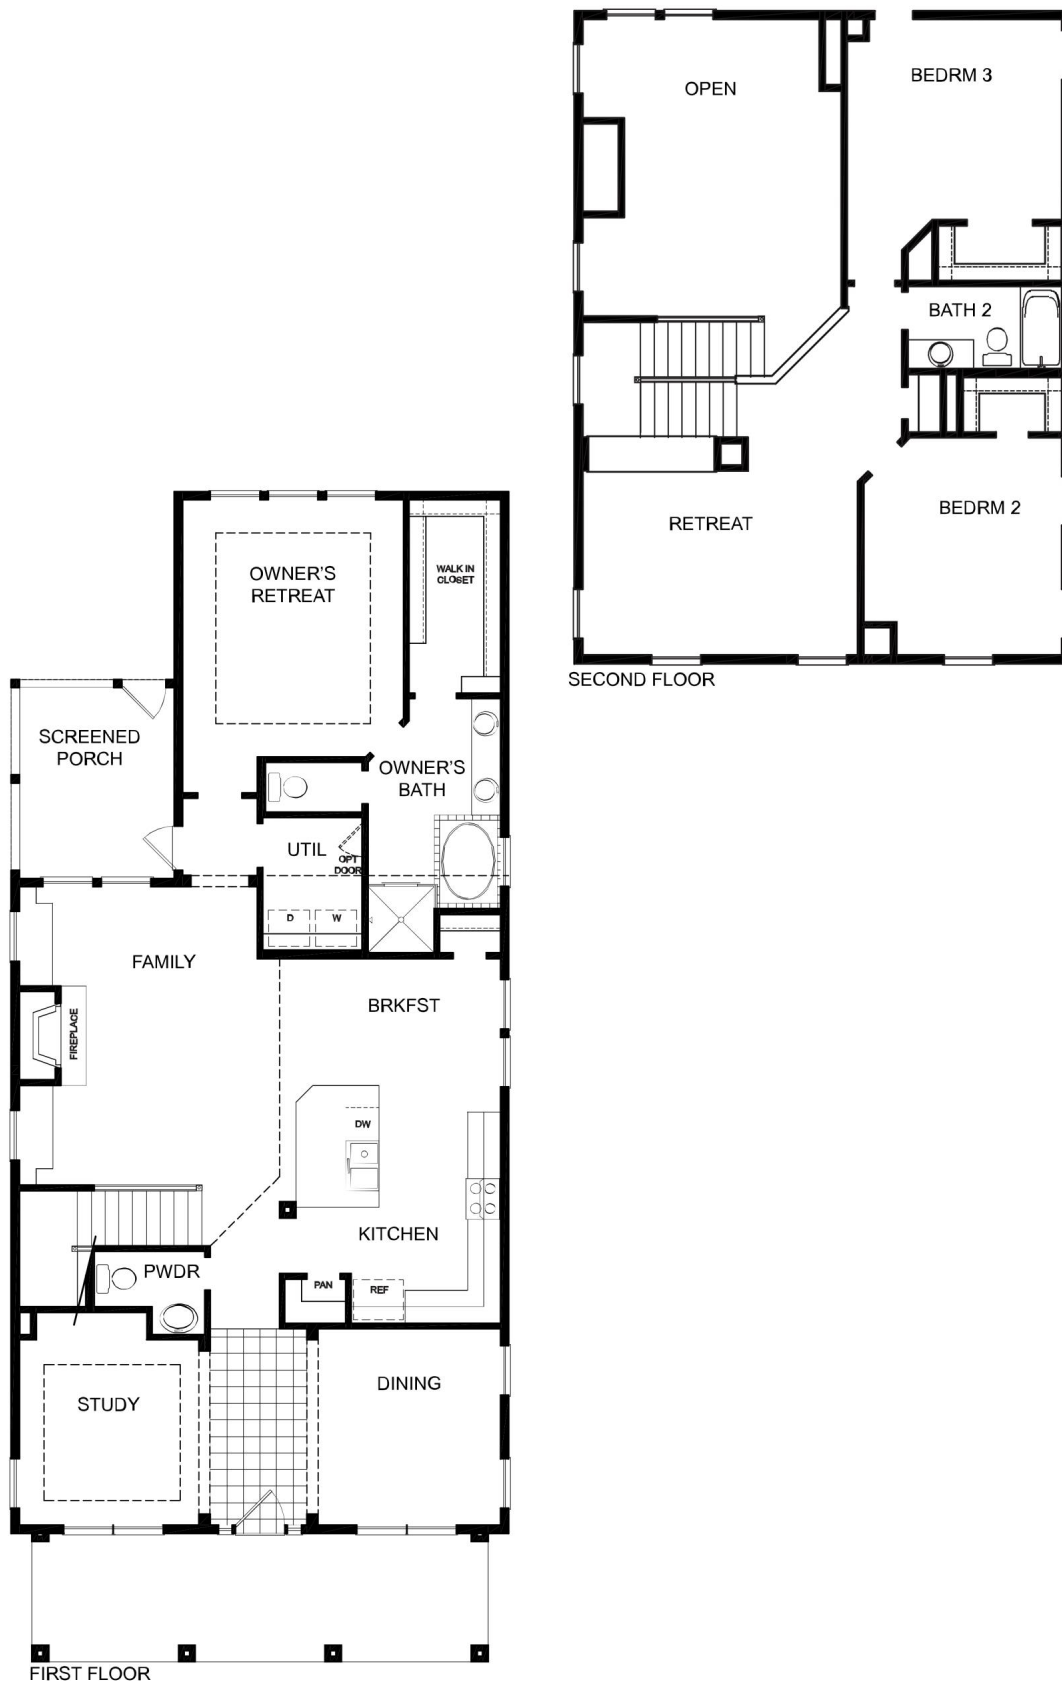 OPEN
BEDRM 3
BATH 2
RETREAT
BEDRM 2
SECOND FLOOR
OWNER'S
RETREAT
WALK IN
CLOSET
SCREENED
PORCH
OWNER'S
BATH
UTIL
OPT
DOOR
D
W
FAMILY
BRKFST
FIREPLACE
DW
KITCHEN
PWDR
PAN
REF
DINING
STUDY
FIRST FLOOR